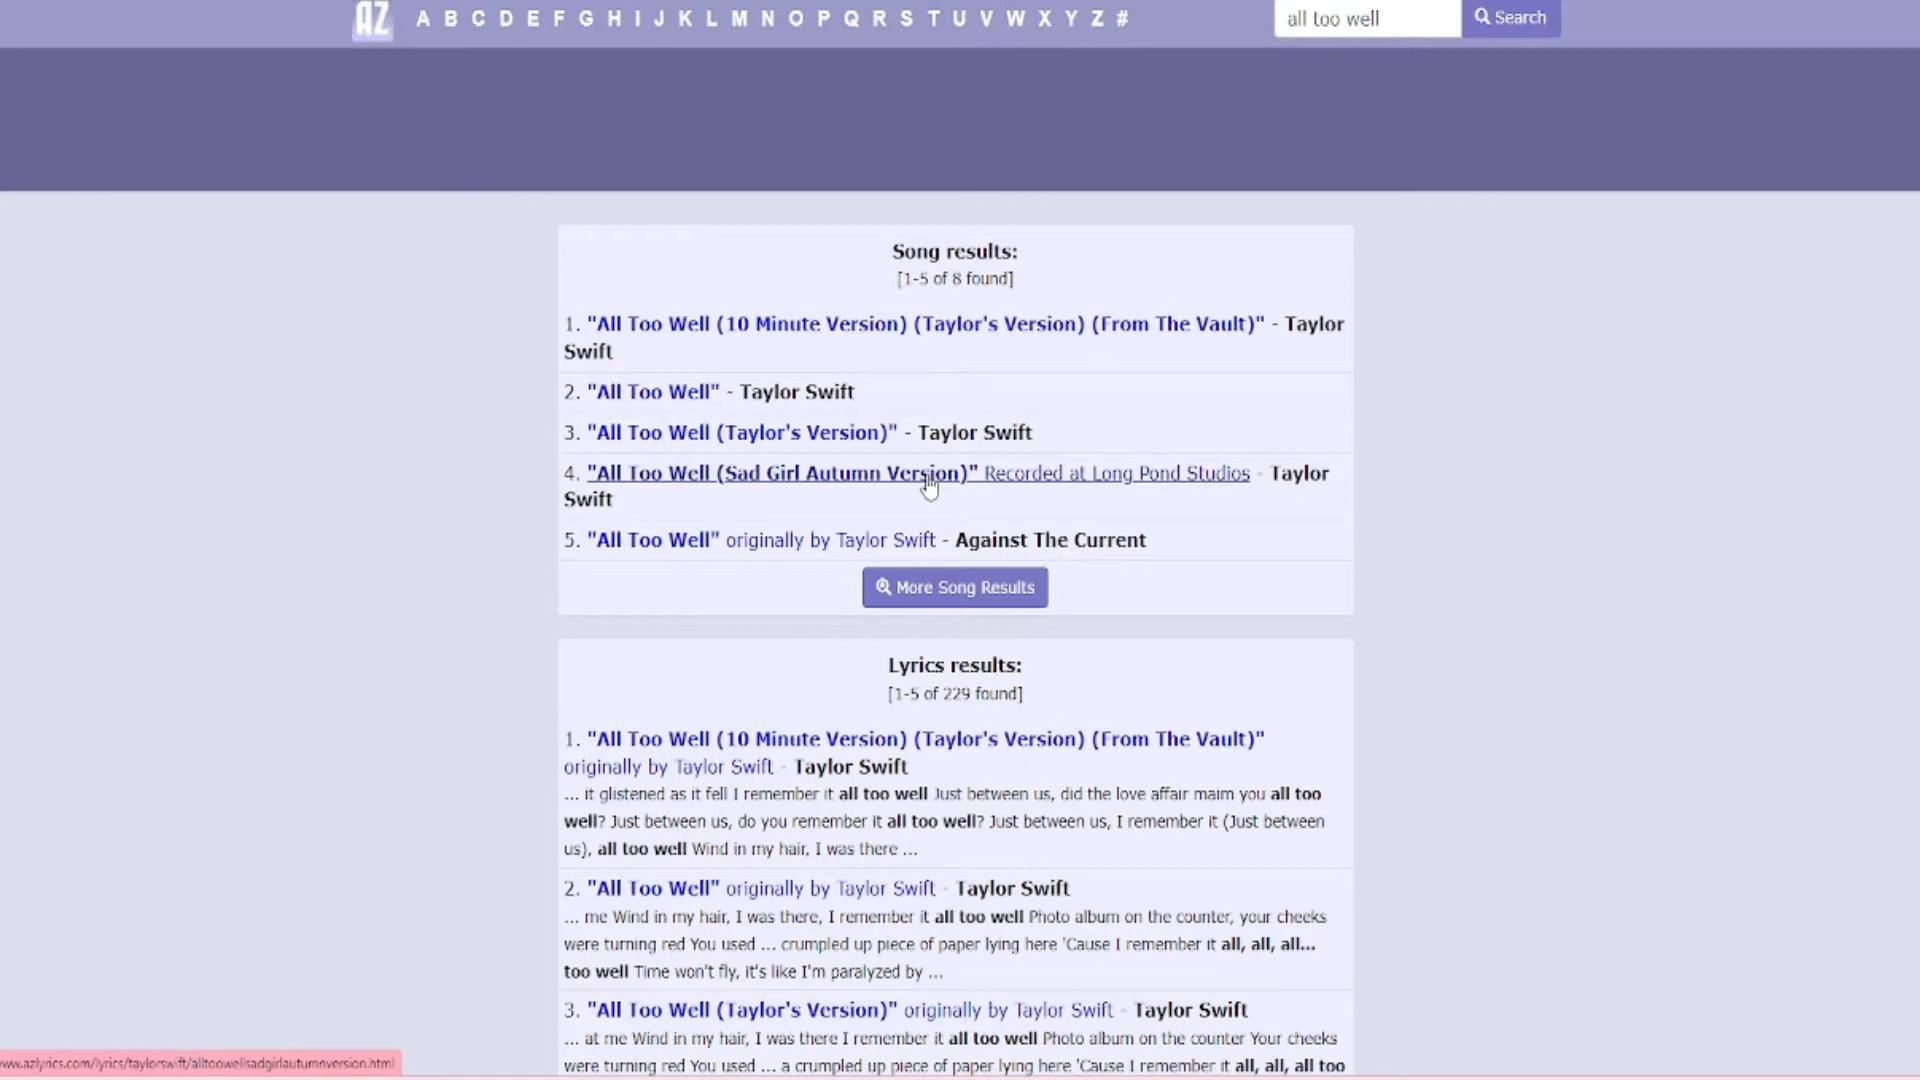 AZ A B C D E F G H I J K L M N O P Q R S T U V W X Y Z # all too well Search
Song results:
[1-5 of 8 found]
1. "All Too Well (10 Minute Version) (Taylor's Version) (From The Vault)" - Taylor
Swift
2. "All Too Well" - Taylor Swift
3. "All Too Well (Taylor's Version)" - Taylor Swift
4. "All Too Well (Sad Girl Autumn Version)" Recorded at Long Pond Studios - Taylor
Swift
5. "All Too Well" originally by Taylor Swift - Against The Current
More Song Results
Lyrics results:
[1-5 of 229 found]
1. "All Too Well (10 Minute Version) (Taylor's Version) (From The Vault)"
originally by Taylor Swift - Taylor Swift
... it glistened as it fell I remember it all too well Just between us, did the love affair maim you all too
well? Just between us, do you remember it all too well? Just between us, I remember it (Just between
us), all too well Wind in my hair, I was there ...
2. "All Too Well" originally by Taylor Swift - Taylor Swift
... me Wind in my hair, I was there, I remember it all too well Photo album on the counter, your cheeks
were turning red You used ... crumpled up piece of paper lying here 'Cause I remember it all, all, all...
too well Time won't fly, it's like I'm paralyzed by ...
3. "All Too Well (Taylor's Version)" originally by Taylor Swift - Taylor Swift
... at me Wind in my hair, I was there I remember it all too well Photo album on the counter Your cheeks
were turning red You used ... a crumpled up piece of paper lying here 'Cause I remember it all, all, all too
www.azlyrics.com/lyrics/taylorswift/alltoowellsadgirlautumnversion.html